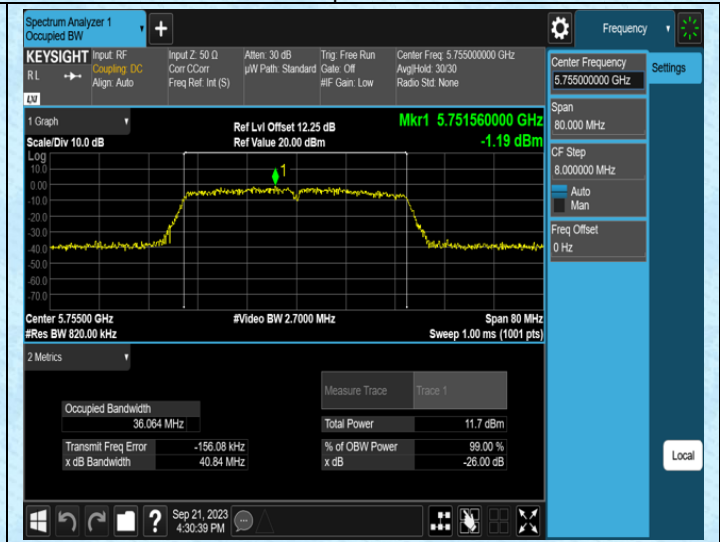 Spectrum Analyzer 1
Occupied BW
Frequency
KEYSIGHT
RL
LXI
Input: RF
Coupling: DC
Align: Auto
Input Z: 50 Ω
Corr CCorr
Freq Ref: Int (S)
Atten: 30 dB
µW Path: Standard
Trig: Free Run
Gate: Off
#IF Gain: Low
Center Freq: 5.755000000 GHz
Avg|Hold: 30/30
Radio Std: None
1 Graph
Scale/Div 10.0 dB
Ref Lvl Offset 12.25 dB
Ref Value 20.00 dBm
Mkr1 5.751560000 GHz
-1.19 dBm
Log
10.0
0.00
-10.0
-20.0
-30.0
-40.0
-50.0
-60.0
-70.0
1
Center 5.75500 GHz
#Res BW 820.00 kHz
#Video BW 2.7000 MHz
Span 80 MHz
Sweep 1.00 ms (1001 pts)
2 Metrics
Measure Trace
Trace 1
Occupied Bandwidth
36.064 MHz
Total Power
11.7 dBm
Transmit Freq Error
-156.08 kHz
% of OBW Power
99.00 %
x dB Bandwidth
40.84 MHz
x dB
-26.00 dB
Center Frequency
5.755000000 GHz
Settings
Span
80.000 MHz
CF Step
8.000000 MHz
Auto
Man
Freq Offset
0 Hz
Local
?
Sep 21, 2023
4:30:39 PM